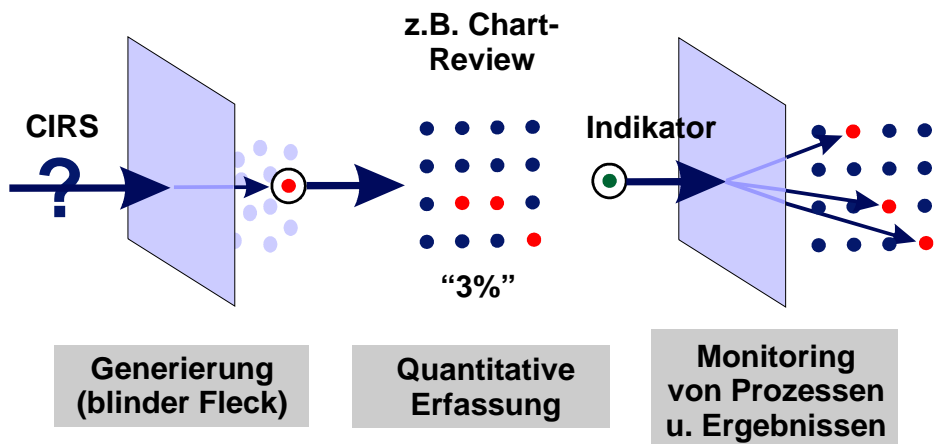 z.B. Chart-
Review
CIRS
?
Indikator
“3%”
Generierung
(blinder Fleck)
Quantitative
Erfassung
Monitoring
von Prozessen
u. Ergebnissen